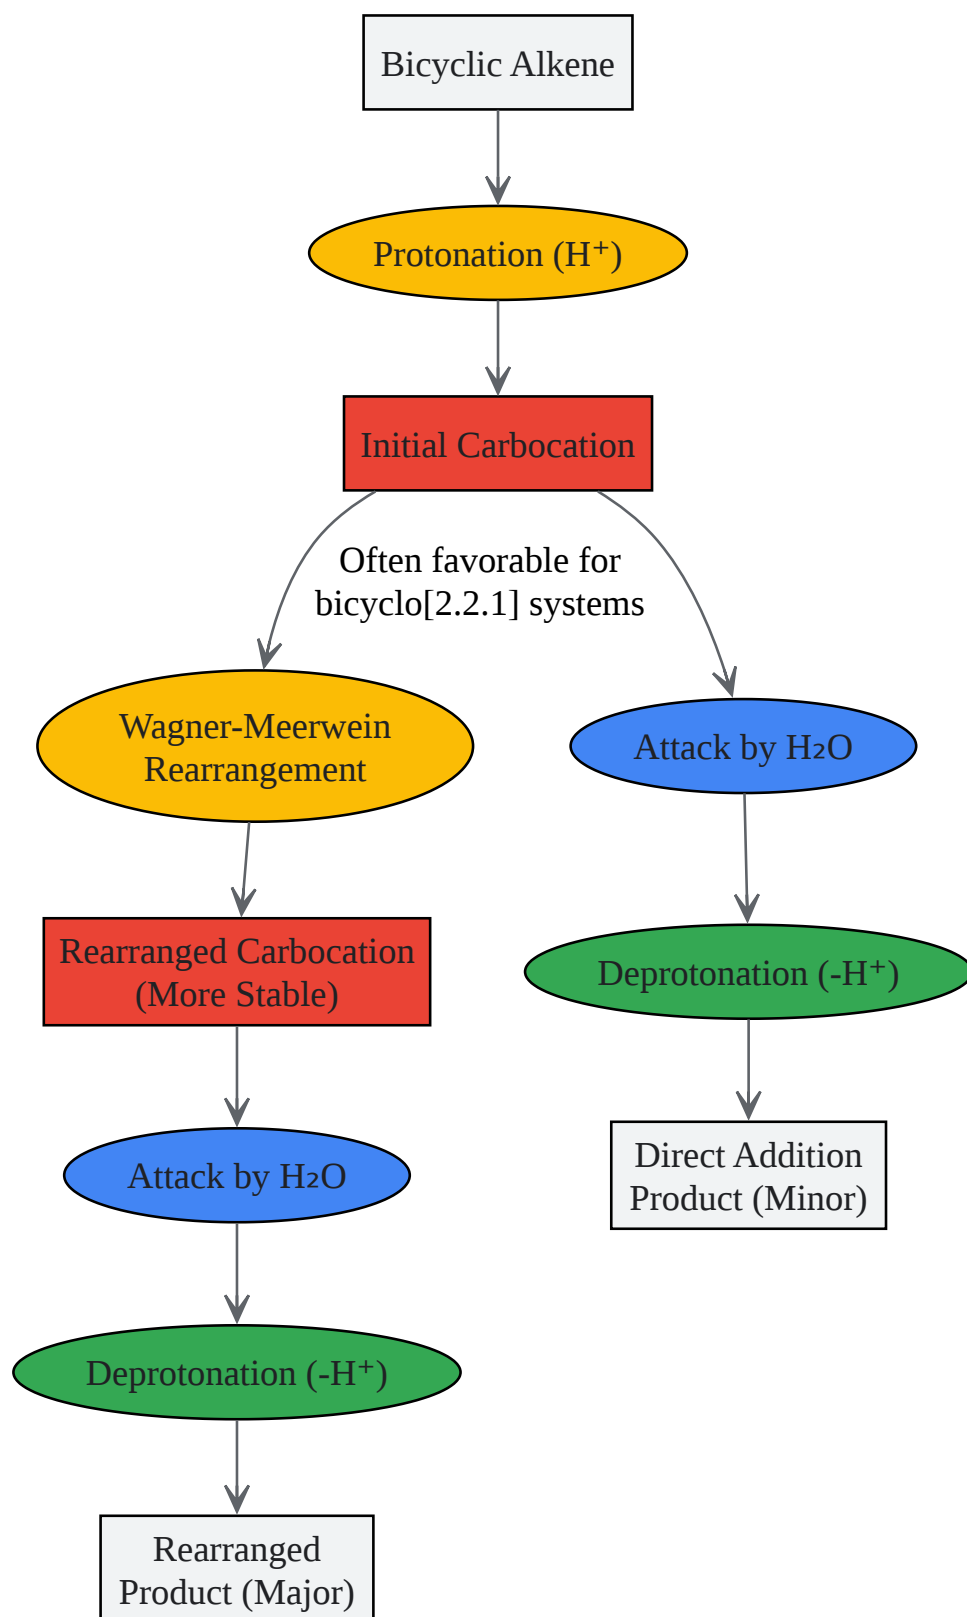 Bicyclic Alkene
Protonation (H⁺)
Initial Carbocation
Often favorable for
bicyclo[2.2.1] systems
Wagner-Meerwein
Rearrangement
Attack by H₂O
Rearranged Carbocation
(More Stable)
Deprotonation (-H⁺)
Attack by H₂O
Direct Addition
Product (Minor)
Deprotonation (-H⁺)
Rearranged
Product (Major)